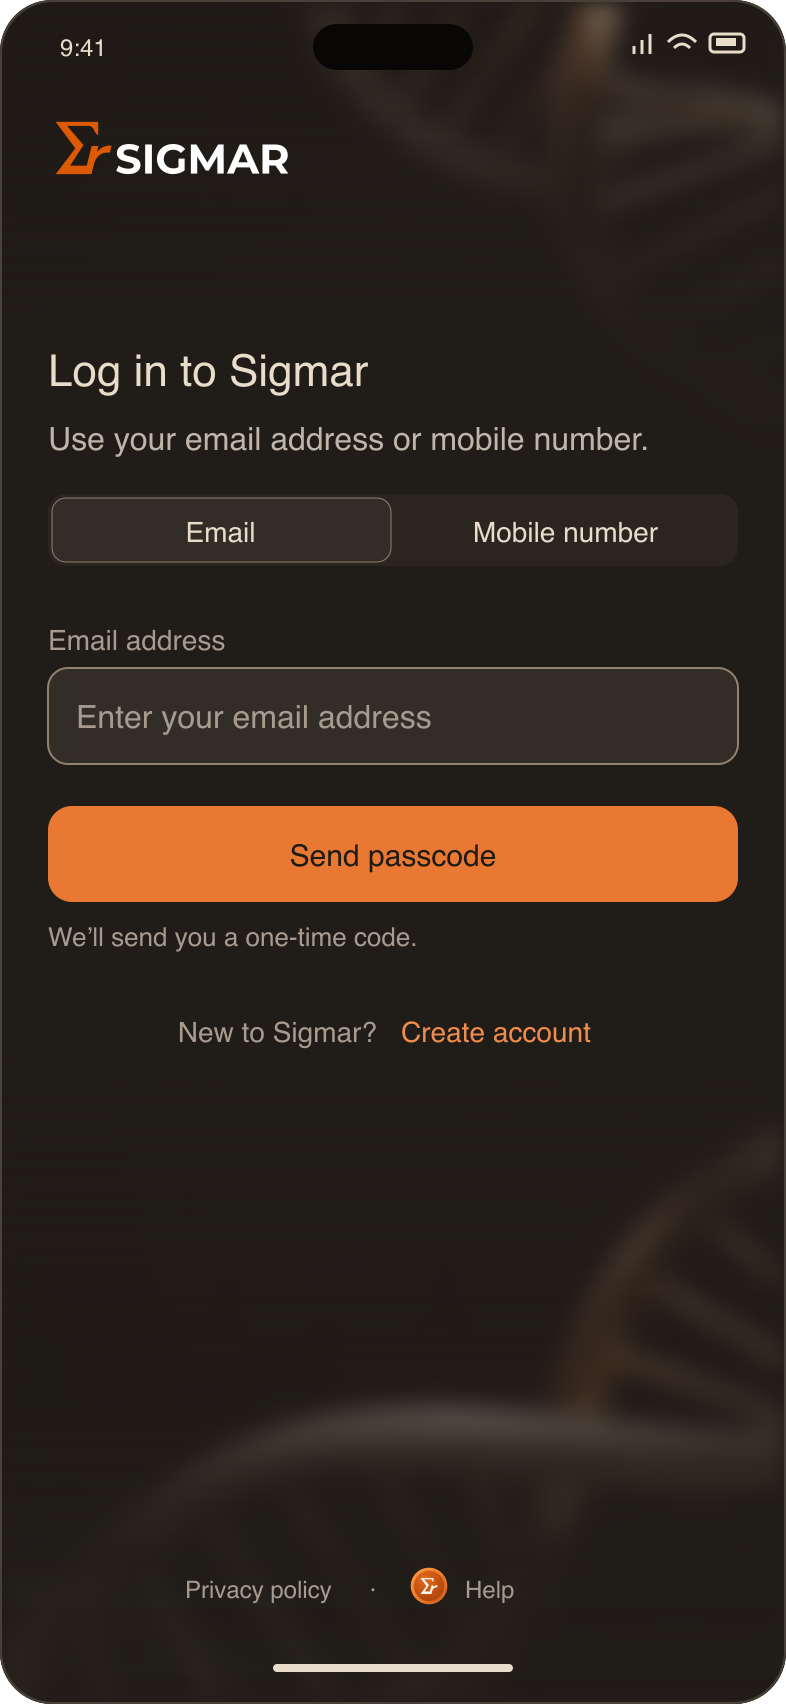 9:41
Σr SIGMAR
Log in to Sigmar
Use your email address or mobile number.
Email Mobile number
Email address
Enter your email address
Send passcode
We’ll send you a one-time code.
New to Sigmar? Create account
Privacy policy · Σr Help